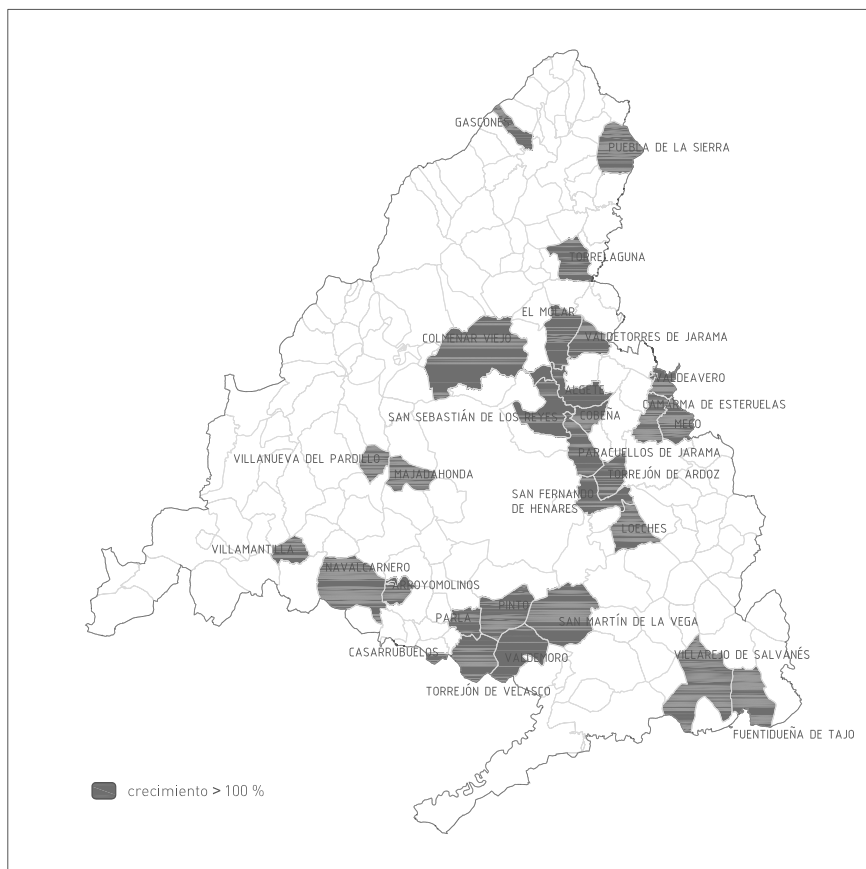 GASCONES
PUEBLA DE LA SIERRA
TORRELAGUNA
EL MOLAR
COLMENAR VIEJO
VALDETORRES DE JARAMA
VALDEAVERO
ALGETE
CAMARMA DE ESTERUELAS
SAN SEBASTIÁN DE LOS REYES
COBEÑA
MECO
PARACUELLOS DE JARAMA
VILLANUEVA DEL PARDILLO
MAJADAHONDA
TORREJÓN DE ARDOZ
SAN FERNANDO
DE HENARES
LOECHES
VILLAMANTILLA
NAVALCARNERO
ARROYOMOLINOS
PINTO
PARLA
SAN MARTÍN DE LA VEGA
CASARRUBUELOS
VALDEMORO
VILLAREJO DE SALVANÉS
TORREJÓN DE VELASCO
FUENTIDUEÑA DE TAJO
crecimiento > 100 %